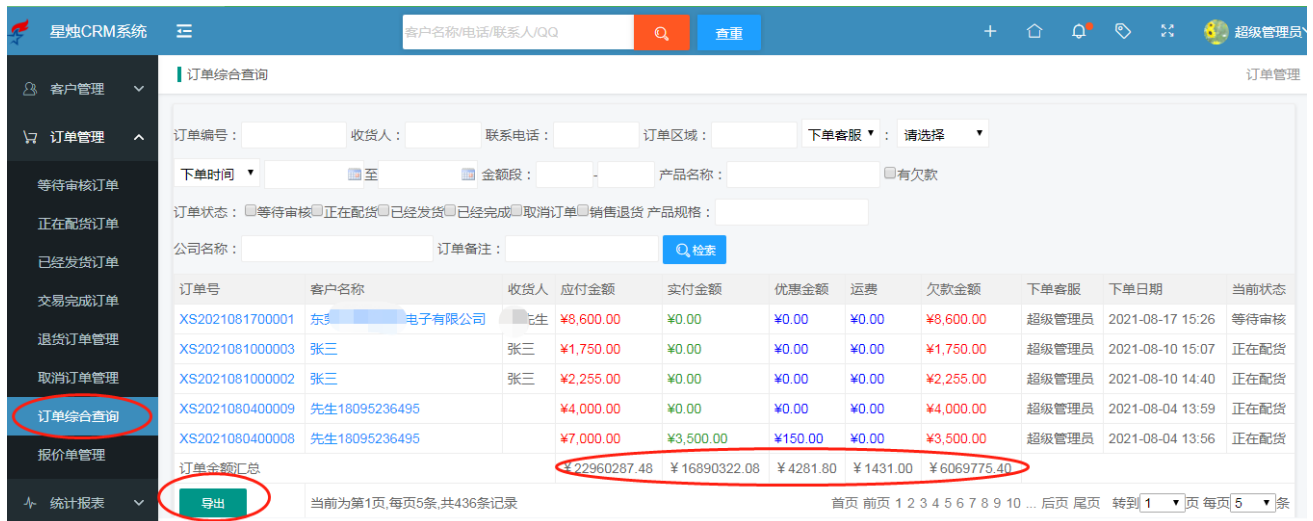 星烛CRM系统 客户名称/电话/联系人/QQ 查重 超级管理员
订单综合查询 订单管理
客户管理
订单管理
等待审核订单
正在配货订单
已经发货订单
交易完成订单
退货订单管理
取消订单管理
订单综合查询
报价单管理
统计报表
订单编号： 收货人： 联系电话： 订单区域： 下单客服 ： 请选择
下单时间 至 金额段： - 产品名称： 有欠款
订单状态： 等待审核 正在配货 已经发货 已经完成 取消订单 销售退货 产品规格：
公司名称： 订单备注： 检索
订单号 客户名称 收货人 应付金额 实付金额 优惠金额 运费 欠款金额 下单客服 下单日期 当前状态
XS2021081700001 电子有限公司 ¥8,600.00 ¥0.00 ¥0.00 ¥0.00 ¥8,600.00 超级管理员 2021-08-17 15:26 等待审核
XS2021081000003 张三 张三 ¥1,750.00 ¥0.00 ¥0.00 ¥0.00 ¥1,750.00 超级管理员 2021-08-10 15:07 正在配货
XS2021081000002 张三 张三 ¥2,255.00 ¥0.00 ¥0.00 ¥0.00 ¥2,255.00 超级管理员 2021-08-10 14:40 正在配货
XS2021080400009 先生18095236495 ¥4,000.00 ¥0.00 ¥0.00 ¥0.00 ¥4,000.00 超级管理员 2021-08-04 13:59 正在配货
XS2021080400008 先生18095236495 ¥7,000.00 ¥3,500.00 ¥150.00 ¥0.00 ¥3,500.00 超级管理员 2021-08-04 13:56 正在配货
订单金额汇总 ¥22960287.48 ¥16890322.08 ¥4281.80 ¥1431.00 ¥6069775.40
导出 当前为第1页,每页5条,共436条记录 首页 前页 1 2 3 4 5 6 7 8 9 10 ... 后页 尾页 转到 1 页 每页 5 条